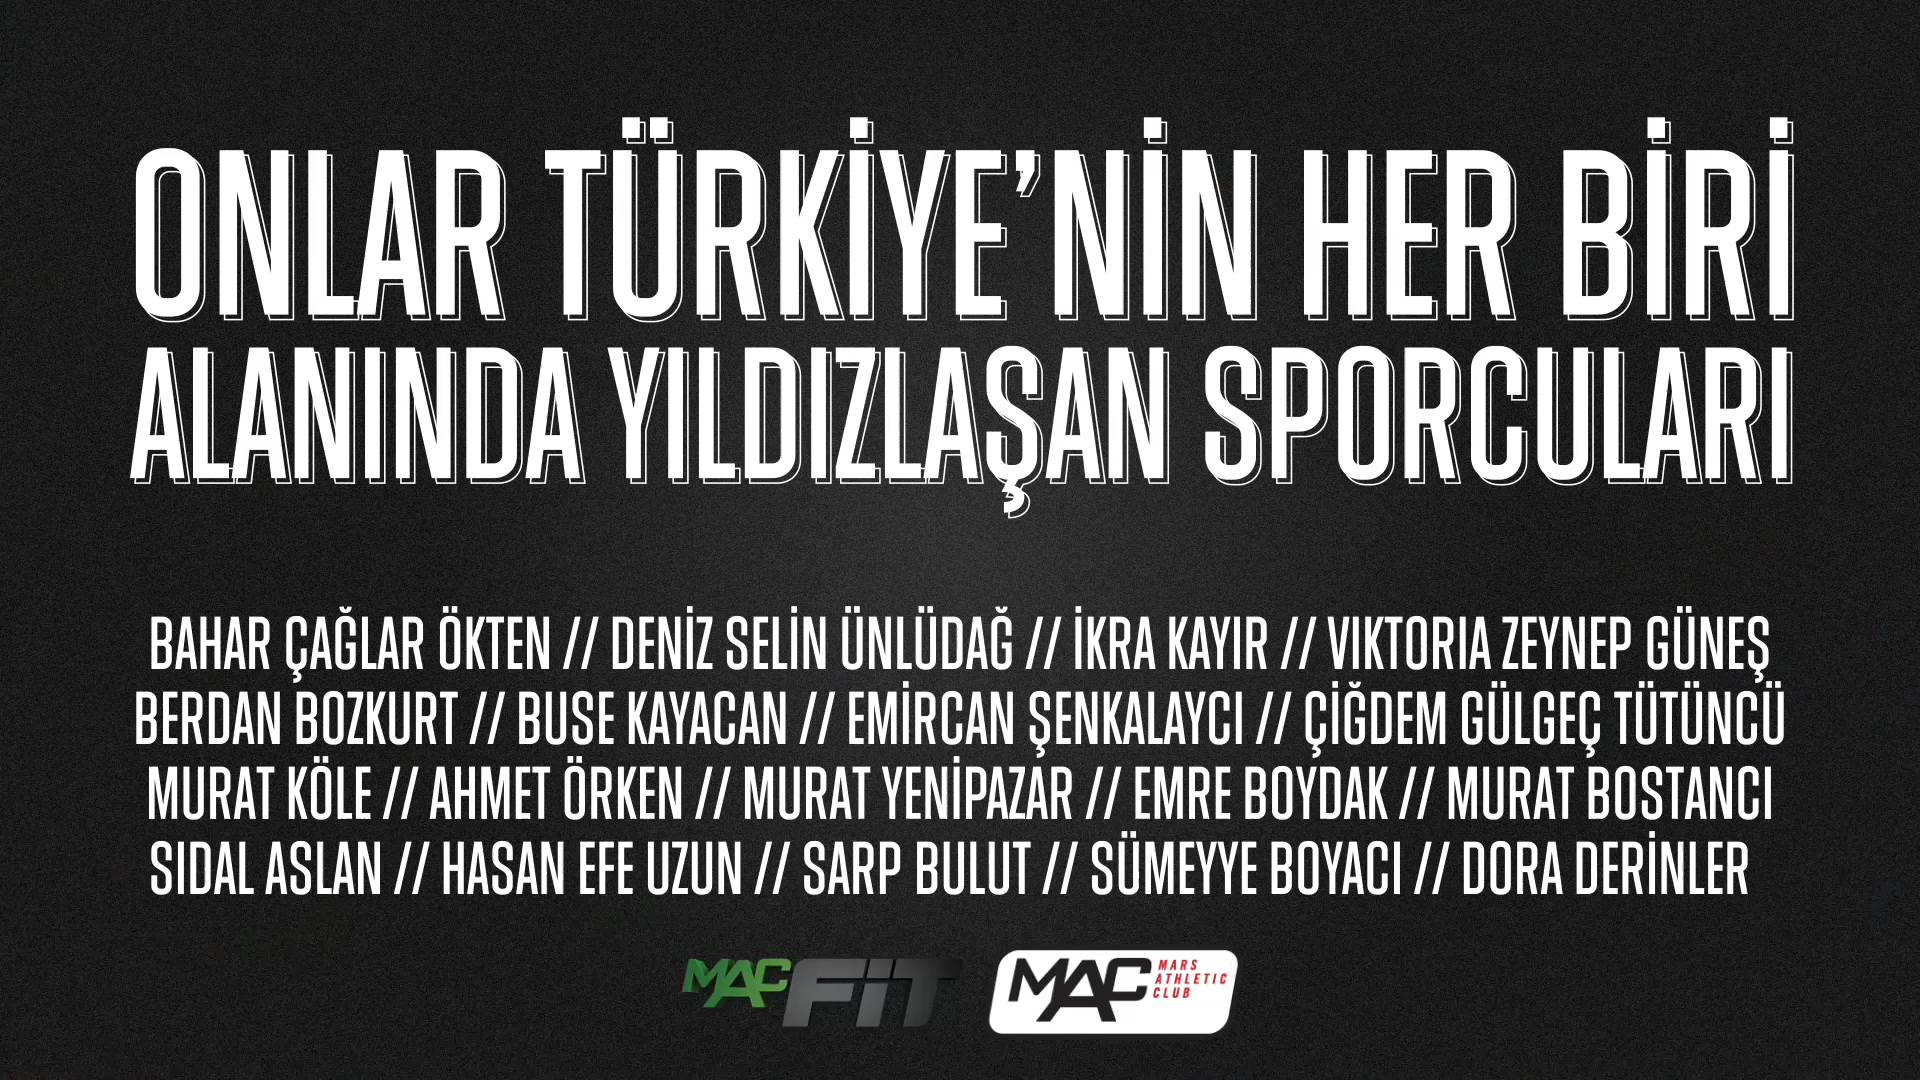 ONLAR TÜRKİYE'NİN HER BİRİ
ALANINDA YILDIZLAŞAN SPORCULARI
BAHAR ÇAĞLAR ÖKTEN // DENİZ SELİN ÜNLÜDAĞ // İKRA KAYIR // VIKTORIA ZEYNEP GÜNEŞ
BERDAN BOZKURT // BUSE KAYACAN // EMİRCAN ŞENKALAYCI // ÇİĞDEM GÜLGEÇ TÜTÜNCÜ
MURAT KÖLE // AHMET ÖRKEN // MURAT YENİPAZAR // EMRE BOYDAK // MURAT BOSTANCI
SIDAL ASLAN // HASAN EFE UZUN // SARP BULUT // SÜMEYYE BOYACI // DORA DERİNLER
MAC FİT
MAC MARS
ATHLETIC
CLUB